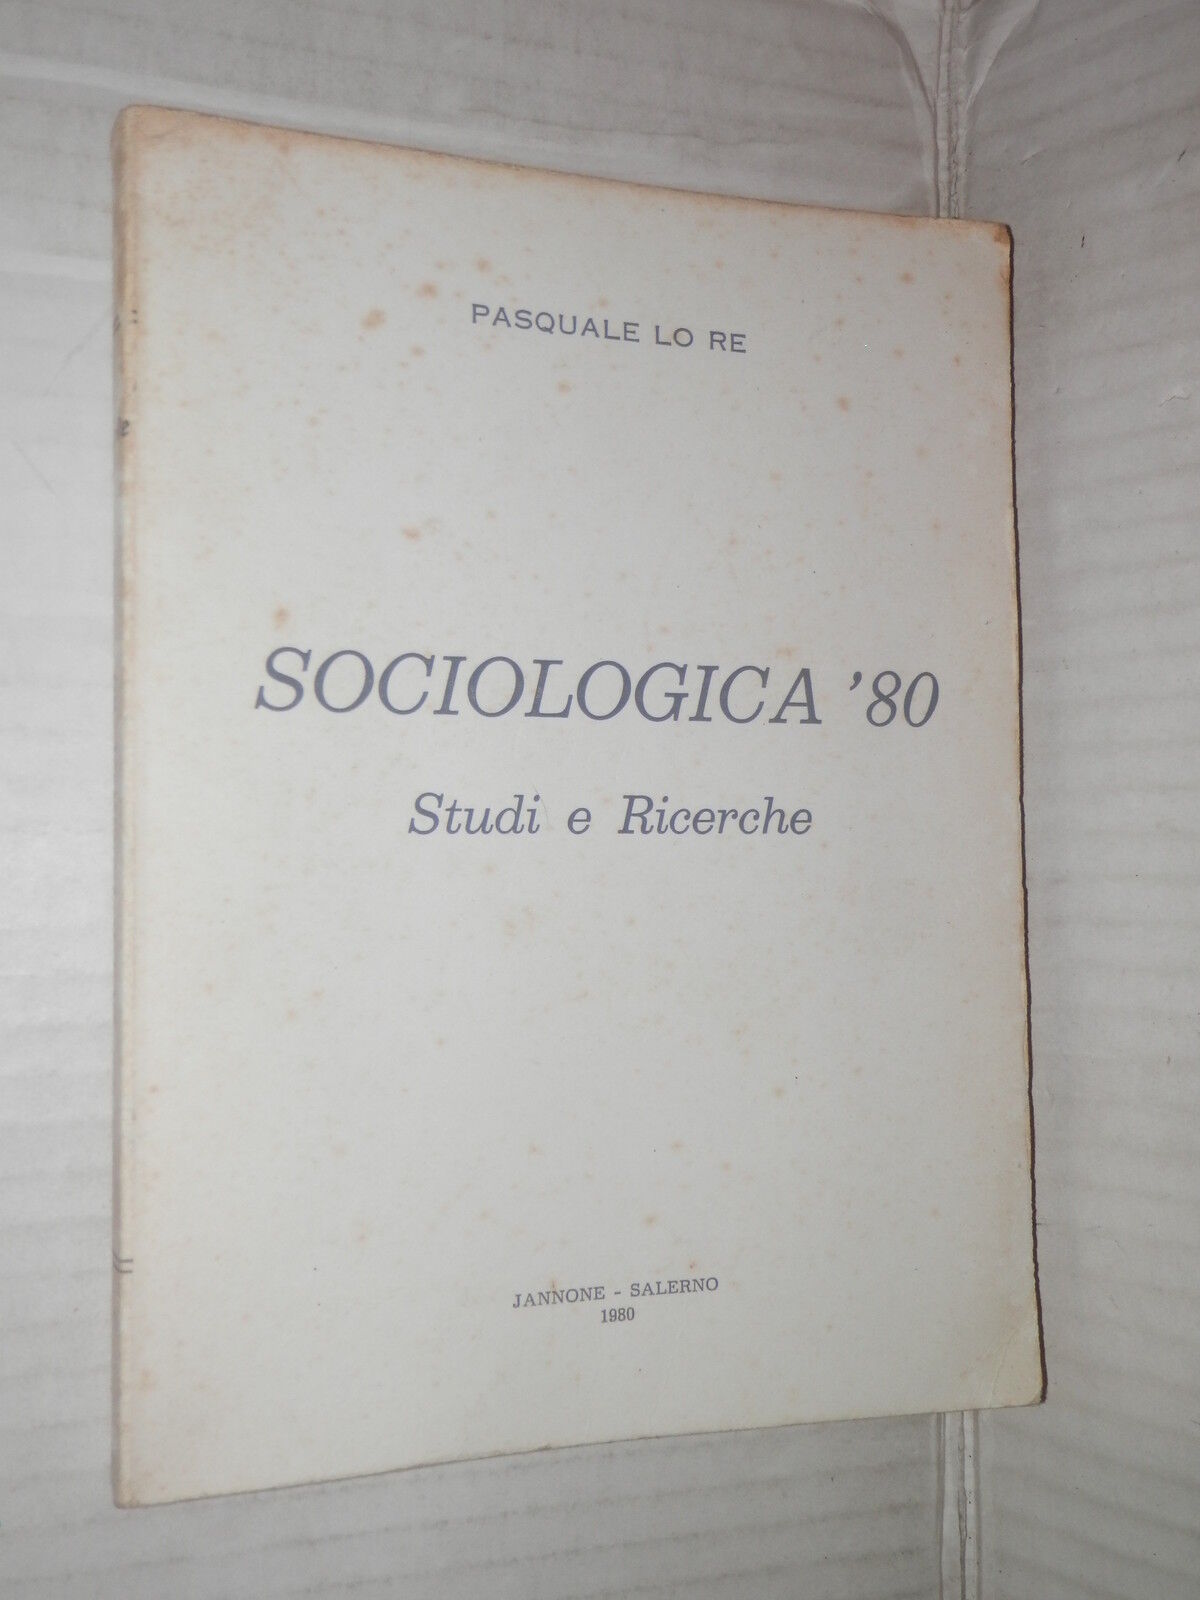 PASQUALE LO RE
SOCIOLOGICA '80
Studi e Ricerche
JANNONE - SALERNO
1980